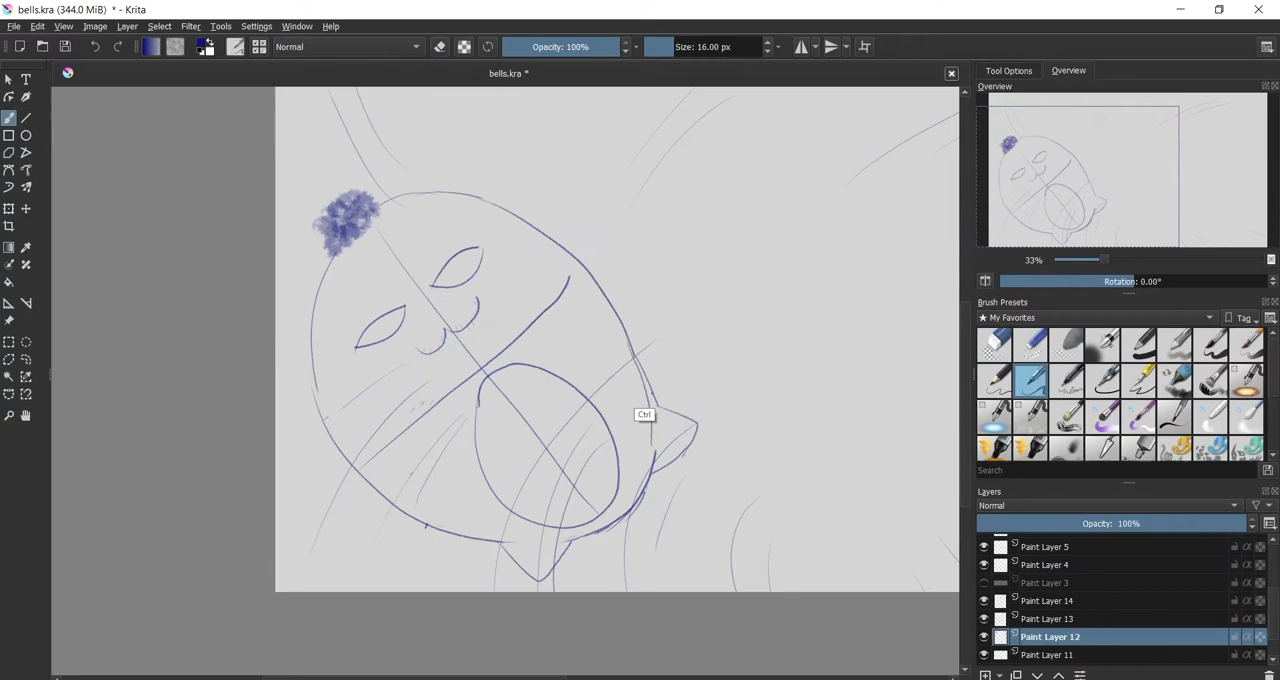 bells.kra (344.0 MiB) * - Krita
File Edit View Image Layer Select Filter Tools Settings Window Help
Normal Opacity: 100% Size: 16.00 px
bells.kra *
Tool Options Overview
Overview
33%
Rotation: 0.00°
Brush Presets
My Favorites Tag
Ctrl
Search
Layers
Normal
Opacity: 100%
Paint Layer 5
Paint Layer 4
Paint Layer 3
Paint Layer 14
Paint Layer 13
Paint Layer 12
Paint Layer 11